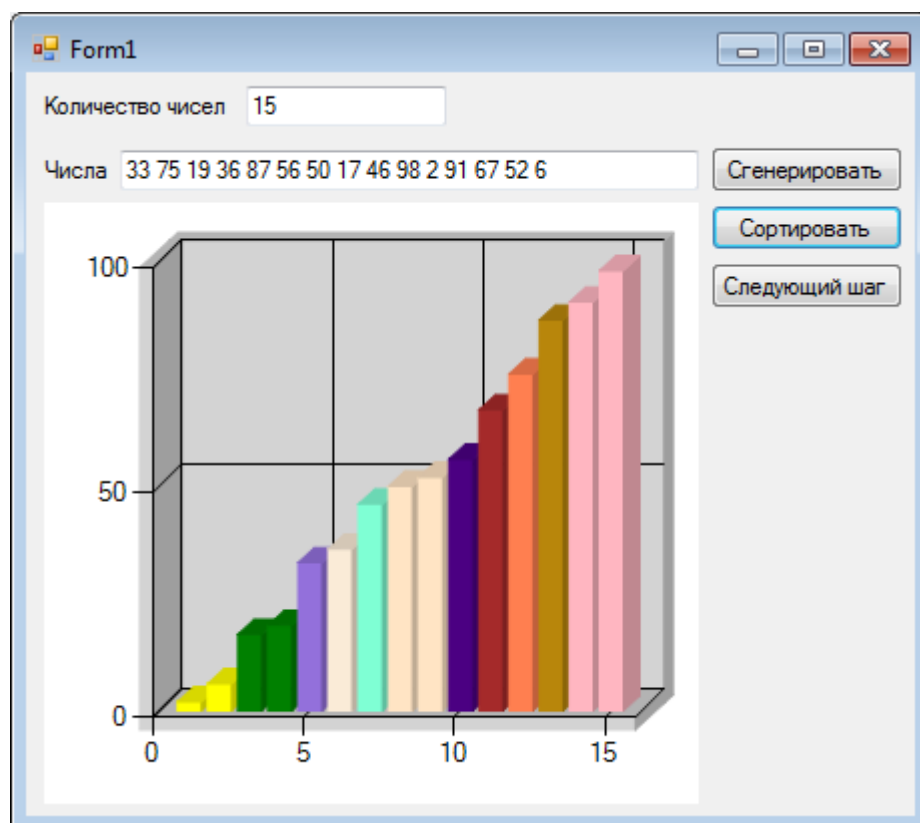 Form1
Количество чисел 15
Числа 33 75 19 36 87 56 50 17 46 98 2 91 67 52 6 Сгенерировать
Сортировать
Следующий шаг
100
50
0
0 5 10 15